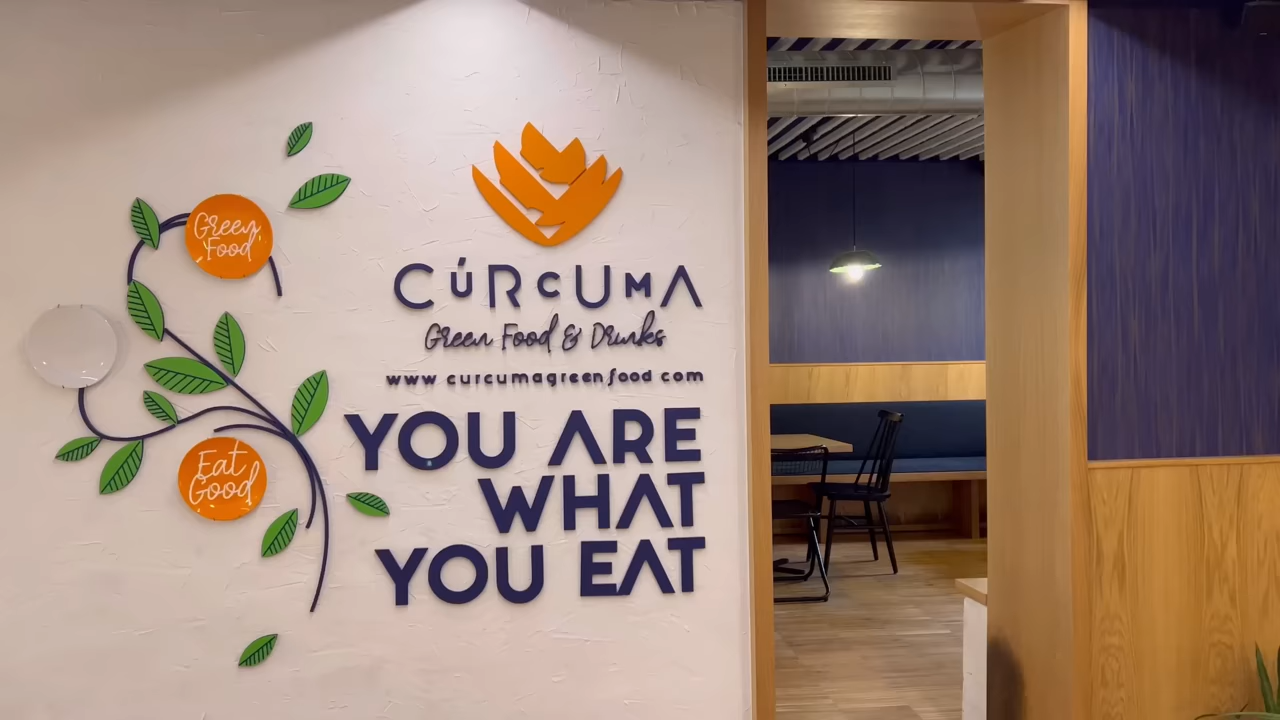 Green
Food
Eat
Good
CÚRCUMA
Green Food & Drinks
www curcumagreenfood com
YOU ARE
WHAT
YOU EAT